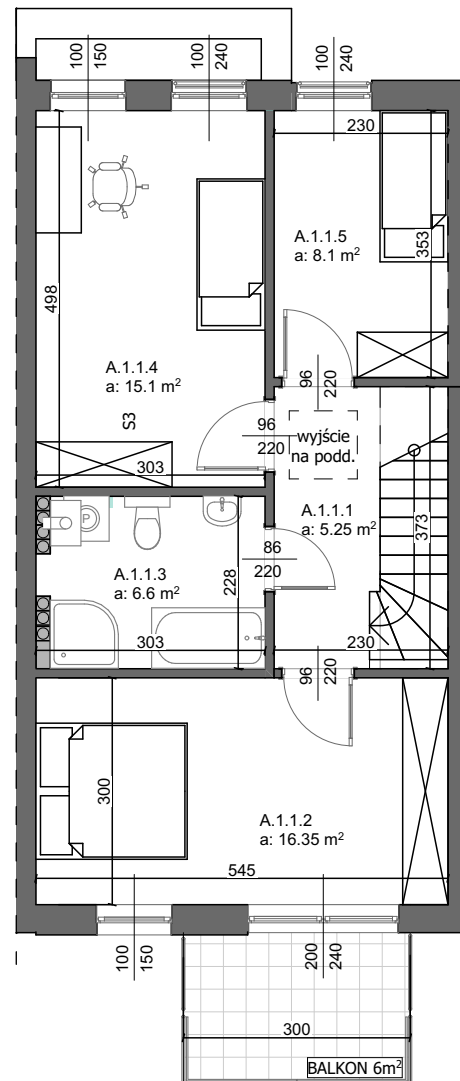 100
150
100
240
100
240
230
A.1.1.5
a: 8.1 m²
353
498
A.1.1.4
a: 15.1 m²
S3
96
220
96
220
wyjście
na podd.
303
A.1.1.1
a: 5.25 m²
373
P
86
220
A.1.1.3
a: 6.6 m²
228
303
230
96
220
300
A.1.1.2
a: 16.35 m²
545
100
150
200
240
300
BALKON 6m²